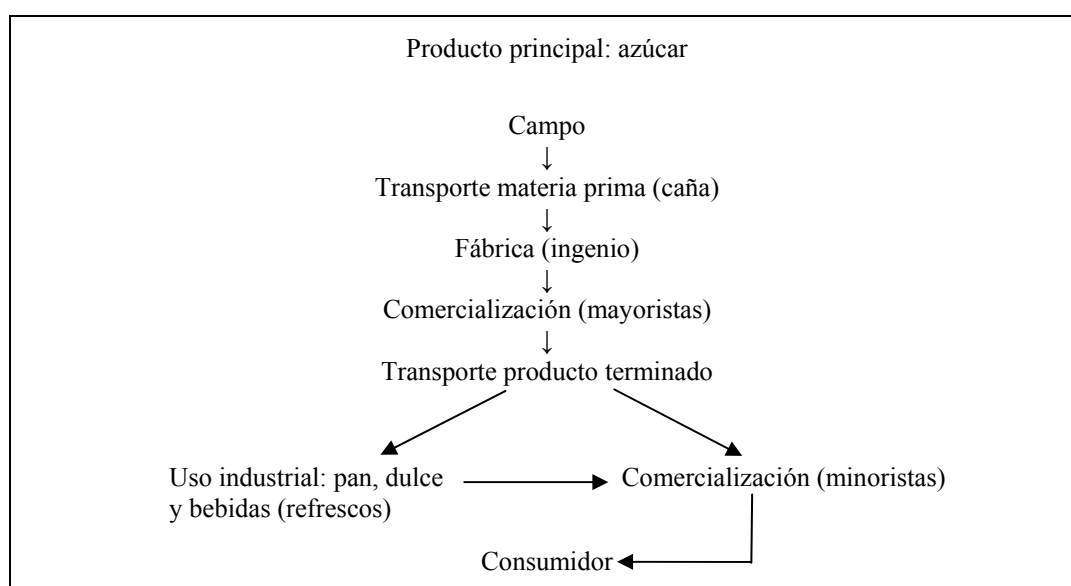 Producto principal: azúcar
Campo
↓
Transporte materia prima (caña)
↓
Fábrica (ingenio)
↓
Comercialización (mayoristas)
↓
Transporte producto terminado
Uso industrial: pan, dulce
y bebidas (refrescos)
Comercialización (minoristas)
Consumidor